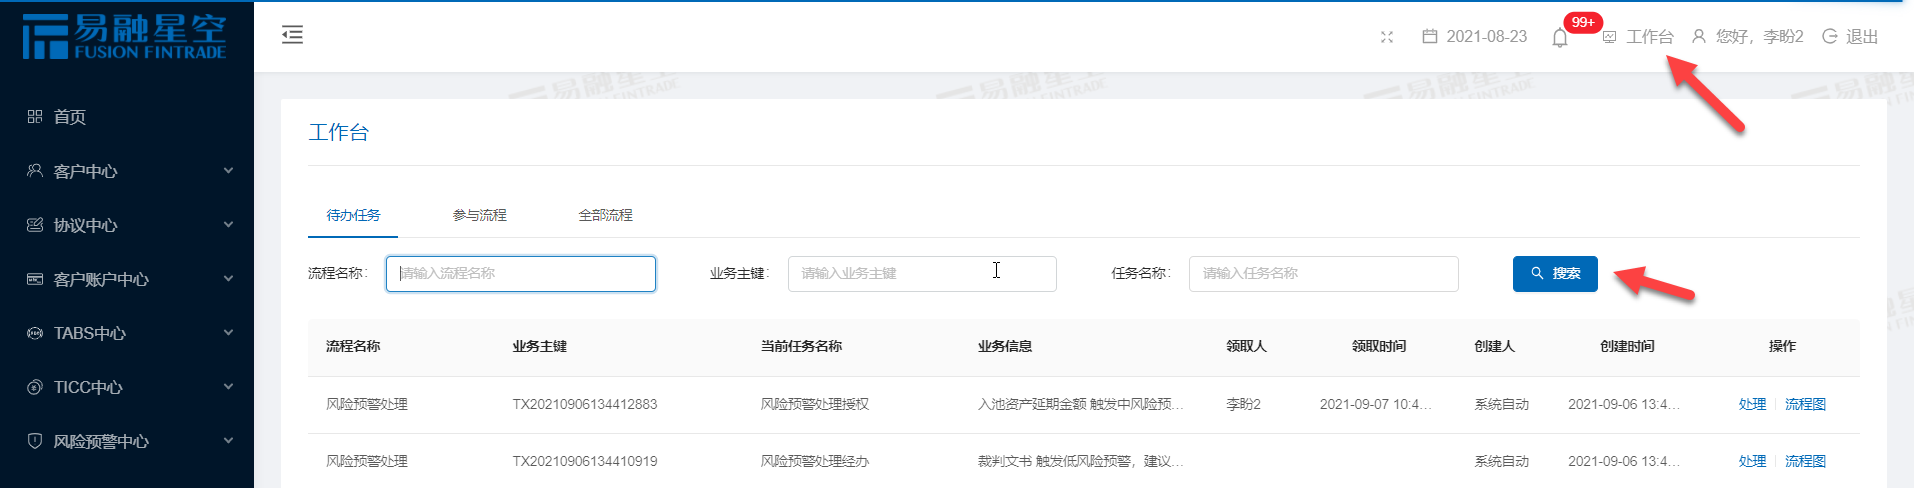 易融星空
FUSION FINTRADE
2021-08-23
99+
工作台
您好，李盼2
退出
首页
客户中心
协议中心
客户账户中心
TABS中心
TICC中心
风险预警中心
工作台
待办任务 参与流程 全部流程
流程名称: 请输入流程名称 业务主键: 请输入业务主键 任务名称: 请输入任务名称 搜索
流程名称 业务主键 当前任务名称 业务信息 领取人 领取时间 创建人 创建时间 操作
风险预警处理 TX20210906134412883 风险预警处理授权 入池资产延期金额 触发中风险预... 李盼2 2021-09-07 10:4... 系统自动 2021-09-06 13:4... 处理 流程图
风险预警处理 TX20210906134410919 风险预警处理经办 裁判文书 触发低风险预警，建议... 系统自动 2021-09-06 13:4... 处理 流程图